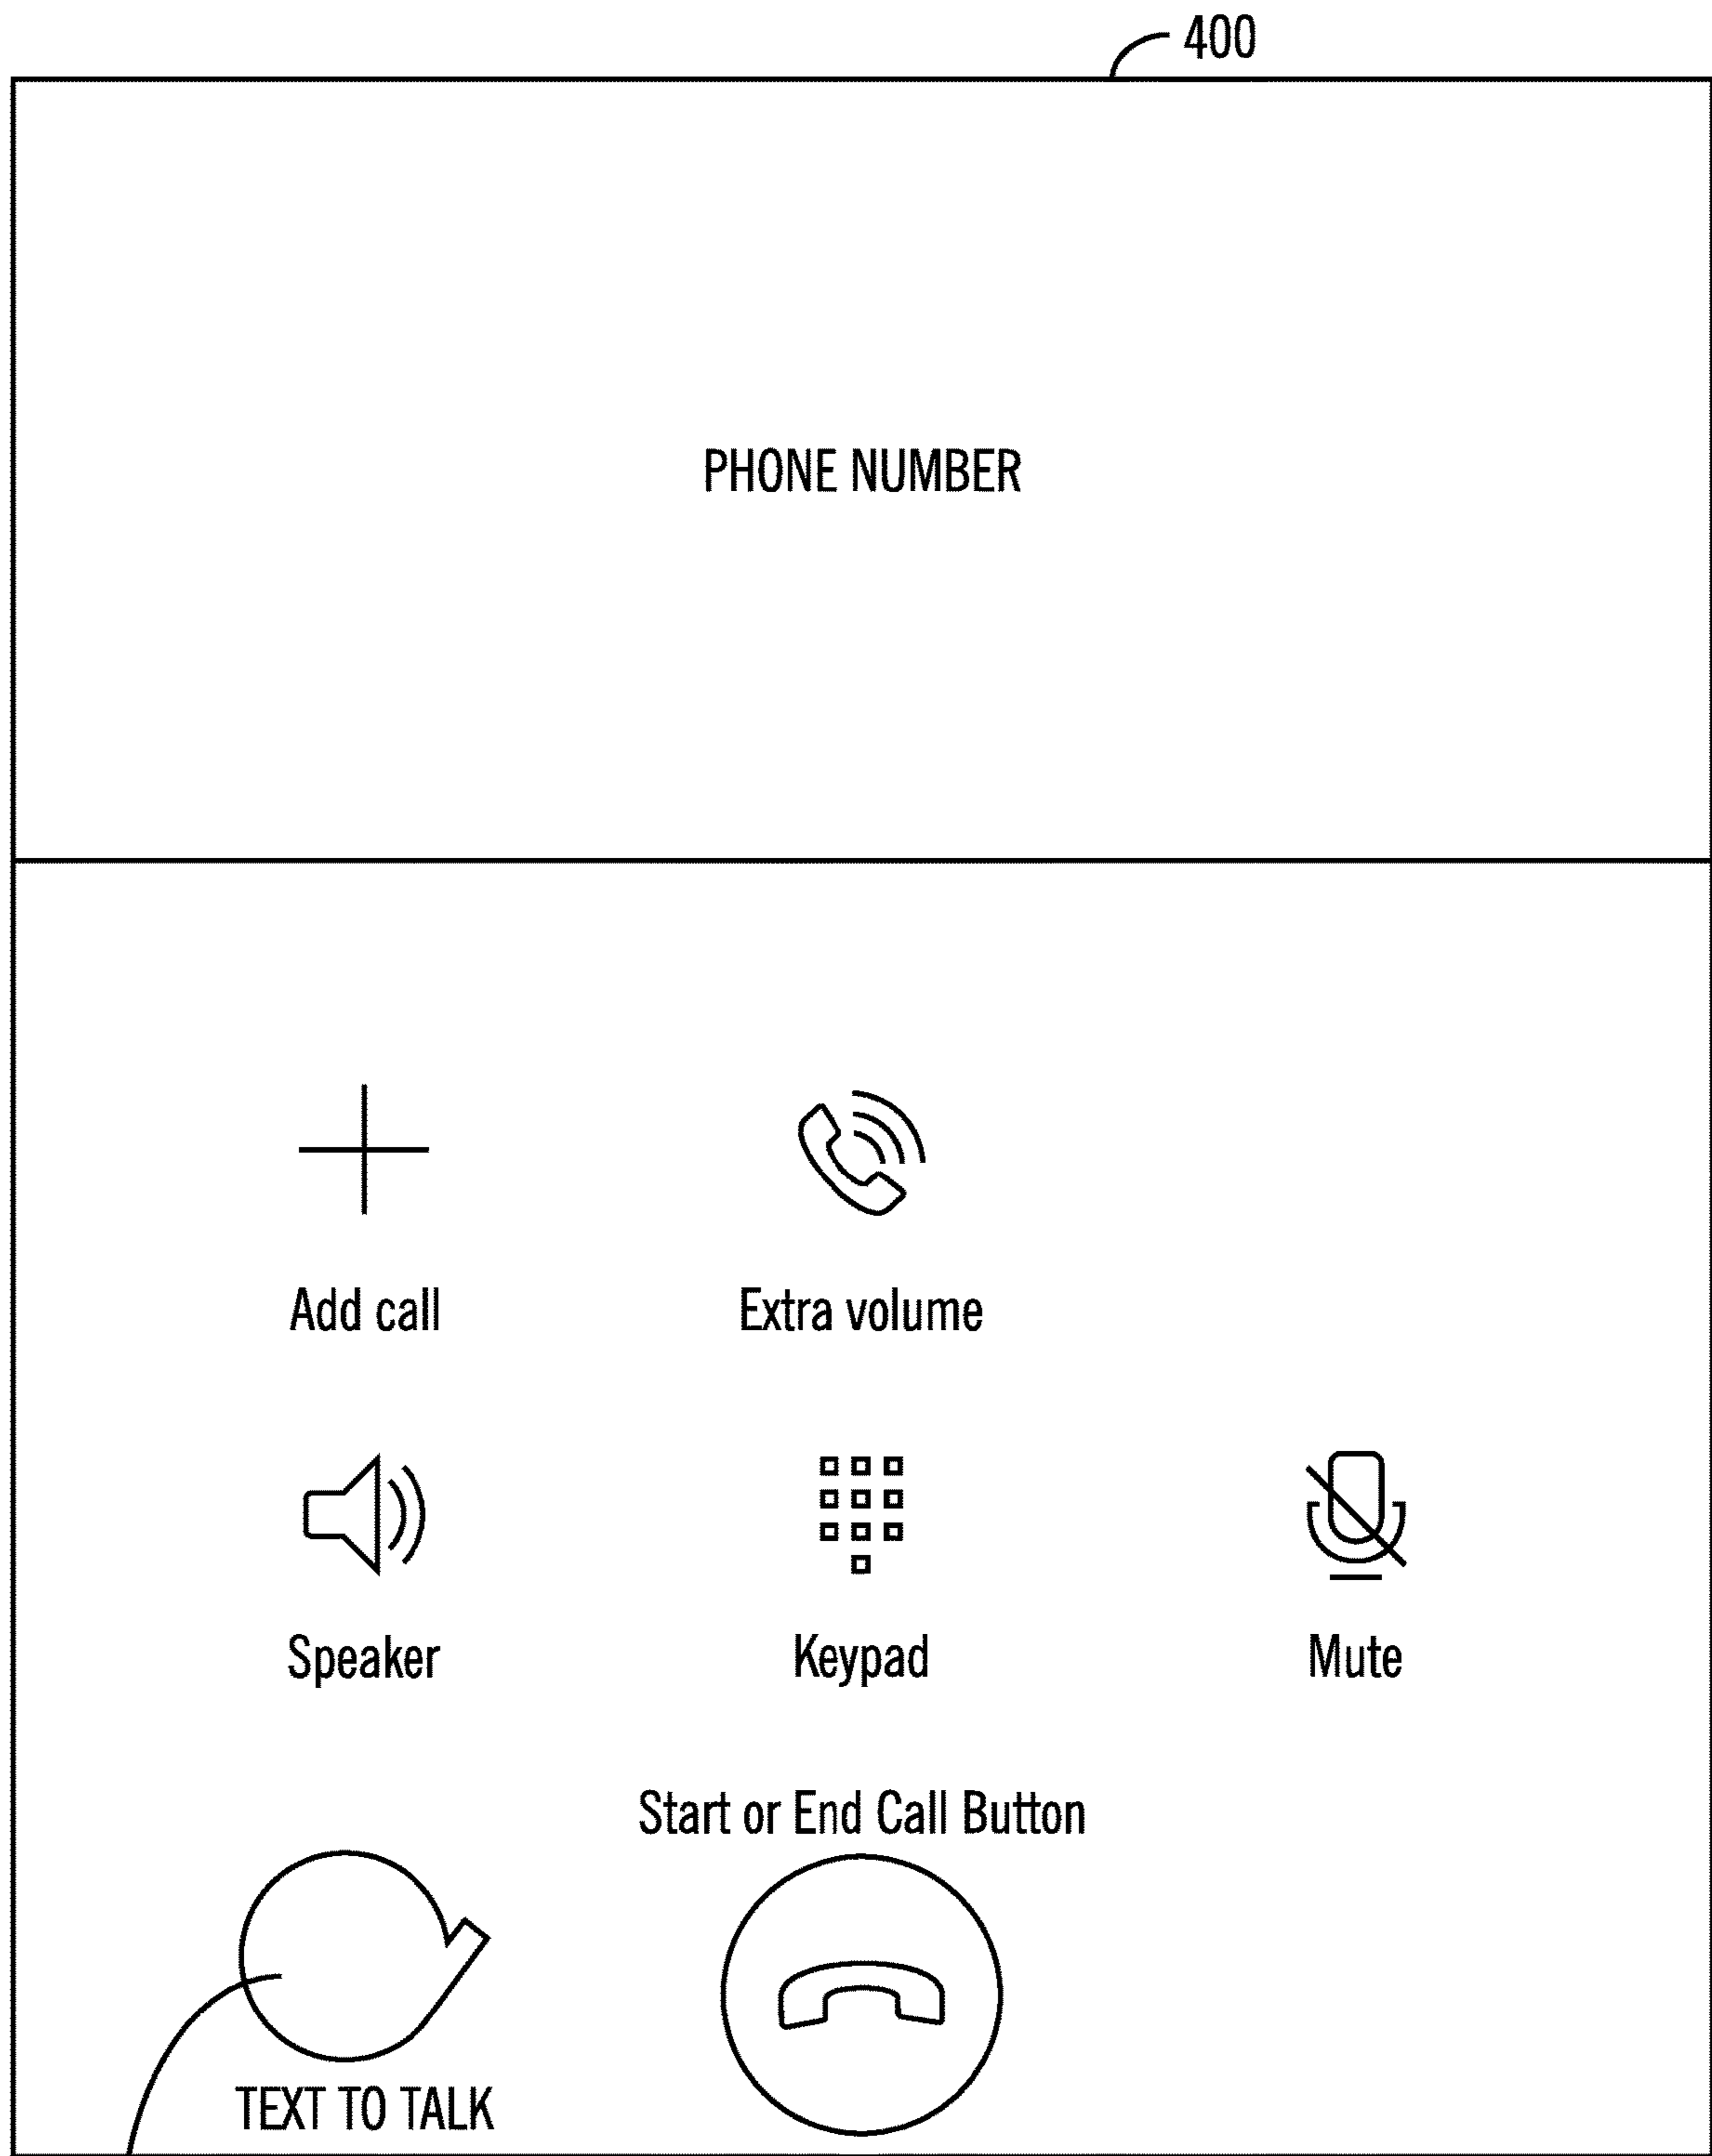 400
PHONE NUMBER
Add call
Extra volume
Speaker
Keypad
Mute
Start or End Call Button
TEXT TO TALK